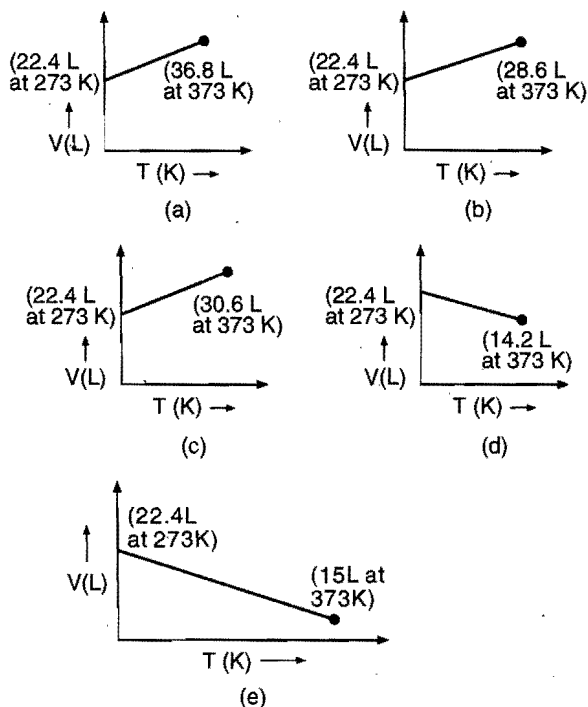 (22.4 L
at 273 K)
(36.8 L
at 373 K)
V(L)
T (K) →
(a)
(22.4 L
at 273 K)
(28.6 L
at 373 K)
V(L)
T (K) →
(b)
(22.4 L
at 273 K)
(30.6 L
at 373 K)
V(L)
T (K) →
(c)
(22.4 L
at 273 K)
(14.2 L
at 373 K)
V(L)
T (K) →
(d)
(22.4L
at 273K)
(15L at
373K)
V(L)
T (K) →
(e)